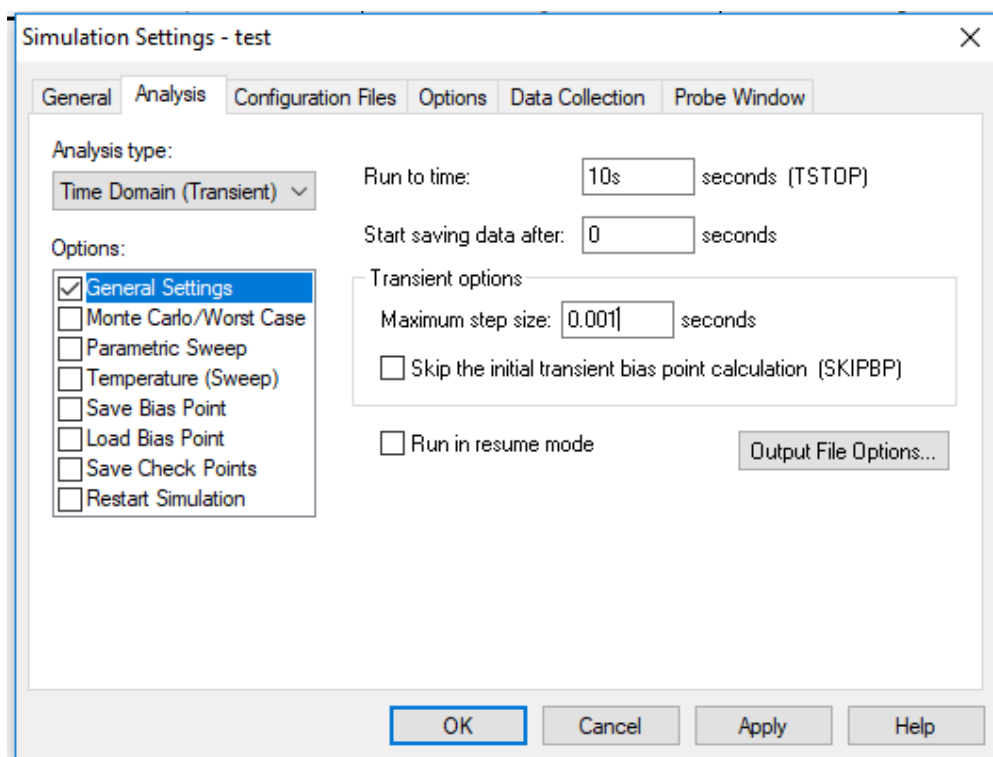 Simulation Settings - test
General Analysis Configuration Files Options Data Collection Probe Window
Analysis type:
Time Domain (Transient)
Options:
General Settings
Monte Carlo/Worst Case
Parametric Sweep
Temperature (Sweep)
Save Bias Point
Load Bias Point
Save Check Points
Restart Simulation
Run to time: 10s seconds (TSTOP)
Start saving data after: 0 seconds
Transient options
Maximum step size: 0.001 seconds
Skip the initial transient bias point calculation (SKIPBP)
Run in resume mode
Output File Options...
OK Cancel Apply Help